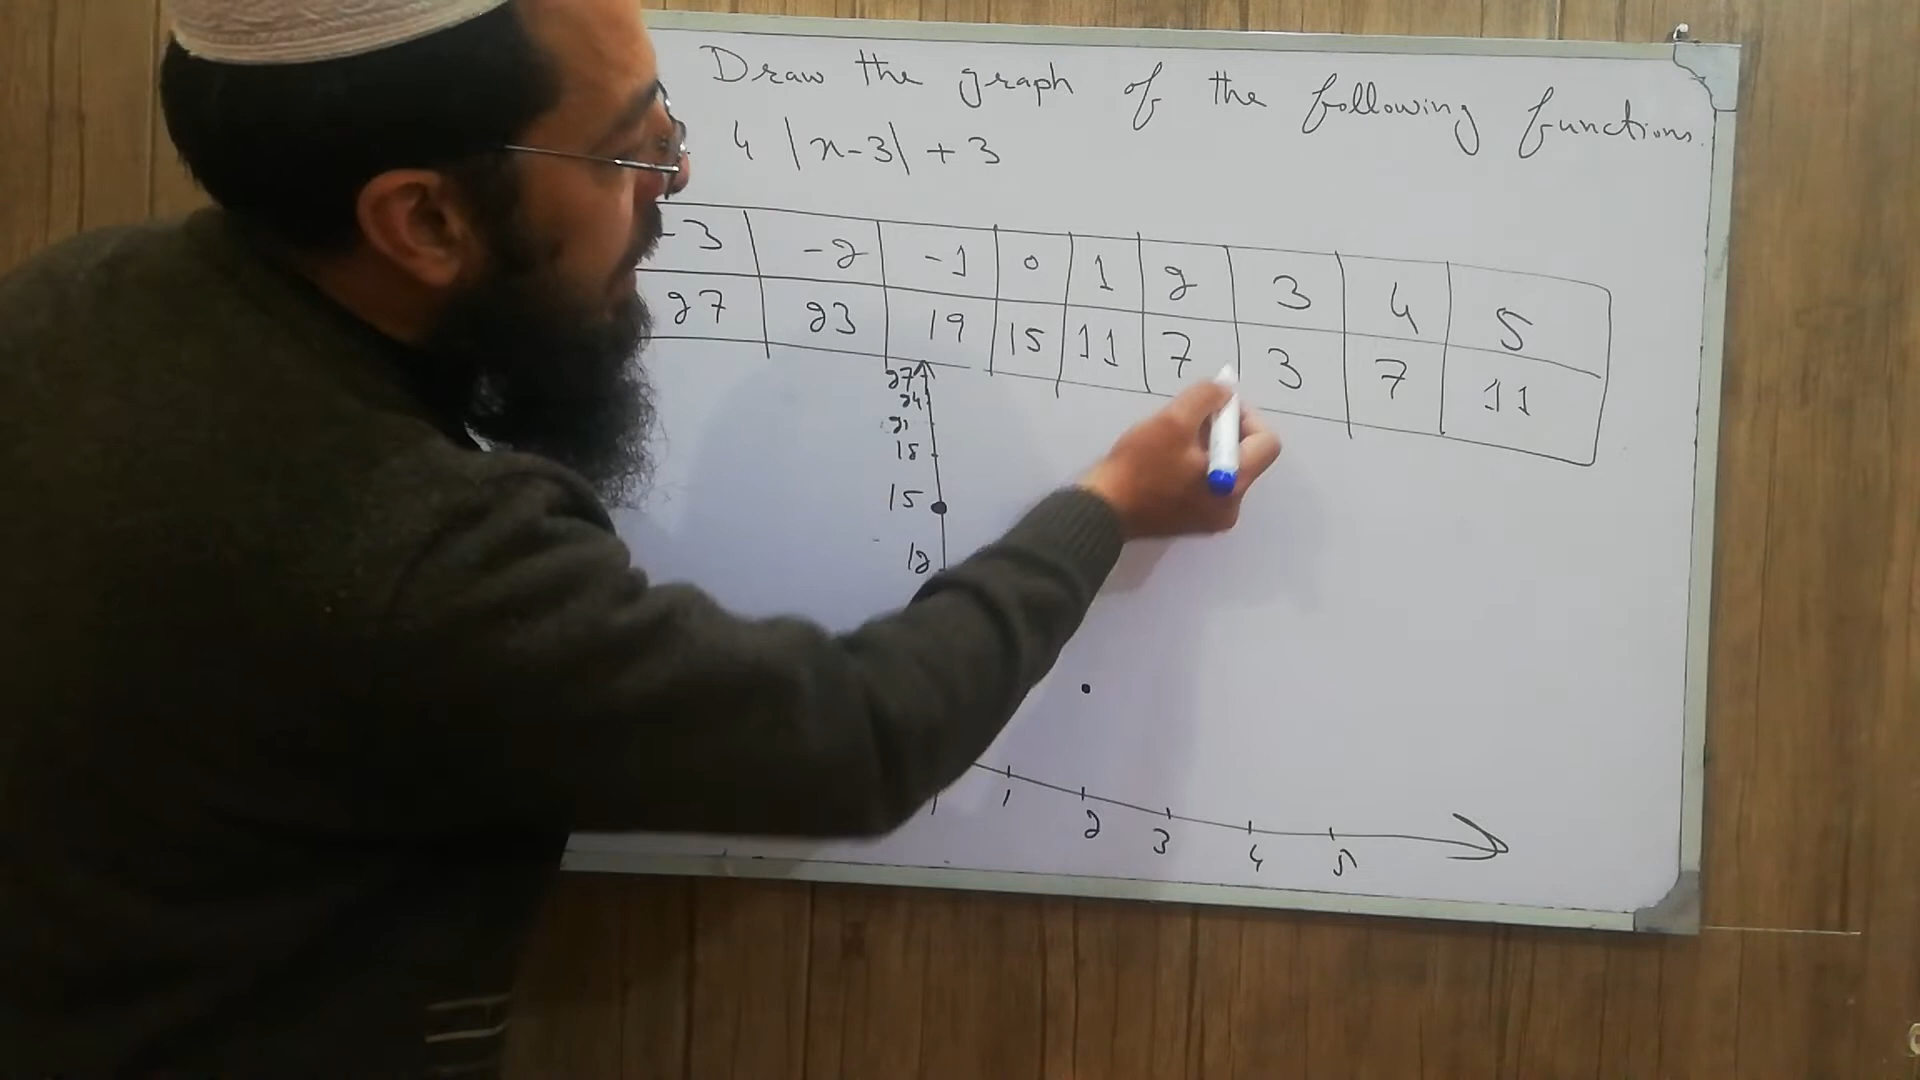 Draw the graph of the following functions.
4 |x-3| + 3
-3 -2 -1 0 1 2 3 4 5
27 23 19 15 11 7 3 7 11
27
24
21
18
15
12
1 2 3 4 5